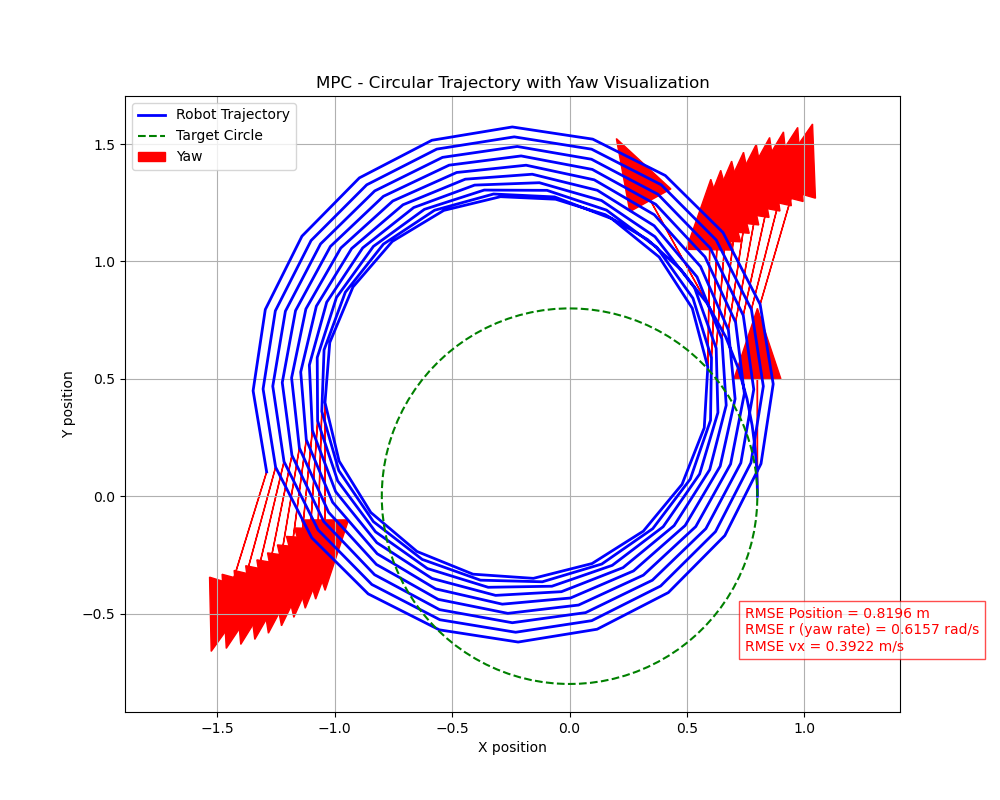 MPC - Circular Trajectory with Yaw Visualization
Robot Trajectory
Target Circle
Yaw
1.5
1.0
0.5
0.0
−0.5
Y position
RMSE Position = 0.8196 m
RMSE r (yaw rate) = 0.6157 rad/s
RMSE vx = 0.3922 m/s
−1.5 −1.0 −0.5 0.0 0.5 1.0
X position